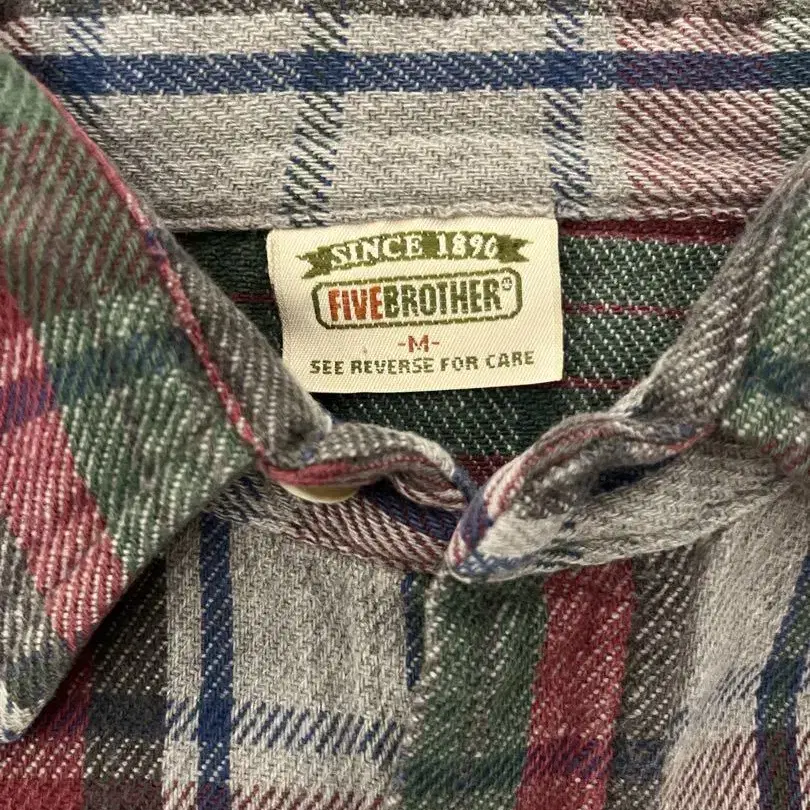 SINCE 1890
FIVEBROTHER®
-M-
SEE REVERSE FOR CARE